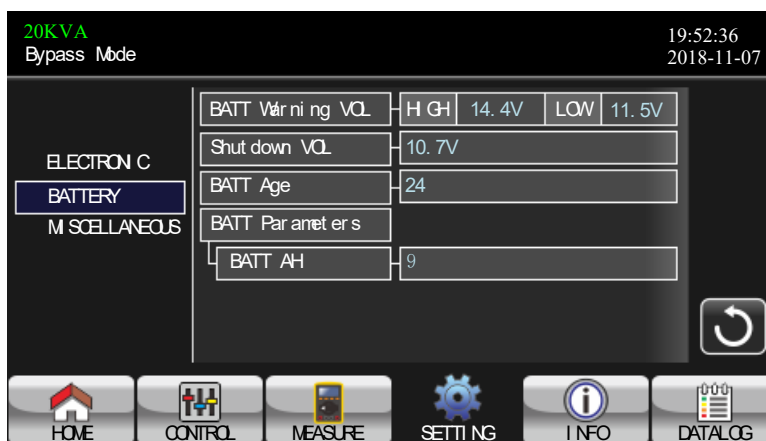 20KVA
Bypass Mode
19:52:36
2018-11-07
ELECTRONIC
BATTERY
MISCELLANEOUS
BATT Warning VOL HIGH 14.4V LOW 11.5V
Shutdown VOL 10.7V
BATT Age 24
BATT Parameters
BATT AH 9
HOME CONTROL MEASURE SETTING INFO DATALOG